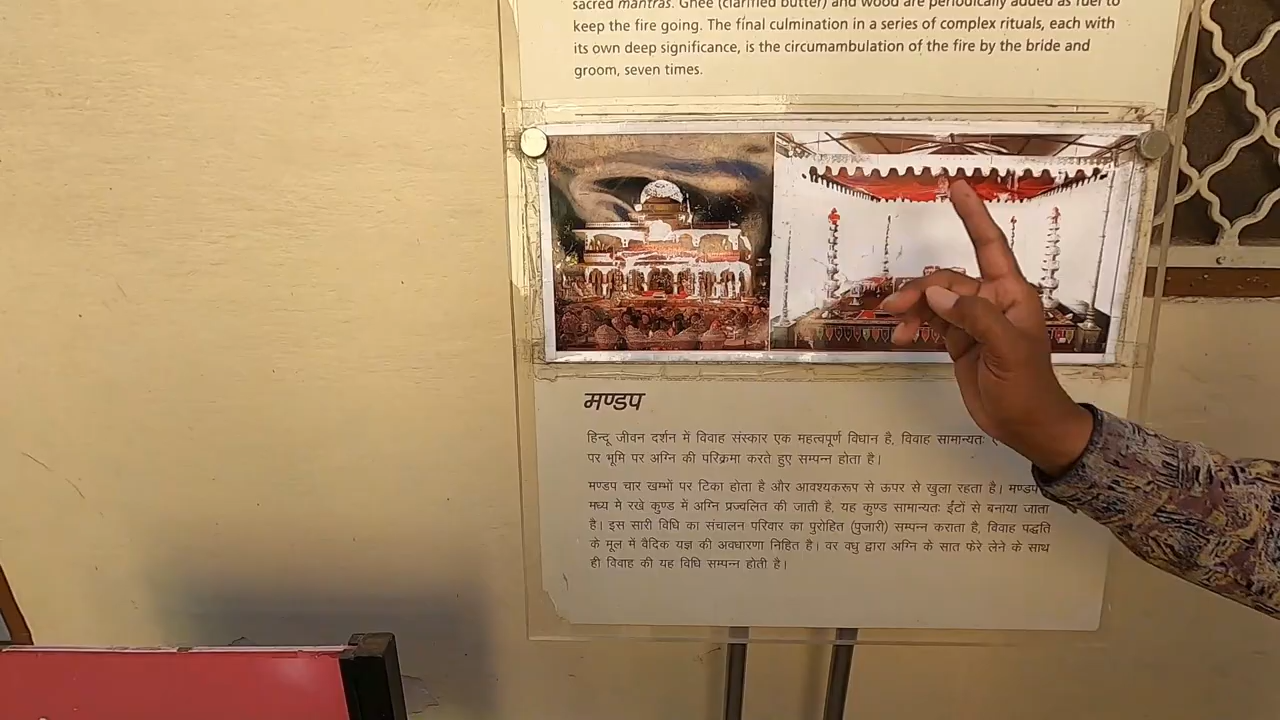 sacred mantras. Ghee (clarified butter) and wood are periodically added as fuel to
keep the fire going. The final culmination in a series of complex rituals, each with
its own deep significance, is the circumambulation of the fire by the bride and
groom, seven times.
मण्डप
हिन्दू जीवन दर्शन में विवाह संस्कार एक महत्वपूर्ण विधान है, विवाह सामान्यतः
पर भूमि पर अग्नि की परिक्रमा करते हुए सम्पन्न होता है।
मण्डप चार खम्भों पर टिका होता है और आवश्यकरूप से ऊपर से खुला रहता है। मण्डप
मध्य मे रखे कुण्ड में अग्नि प्रज्वलित की जाती है, यह कुण्ड सामान्यतः ईंटों से बनाया जाता
है। इस सारी विधि का संचालन परिवार का पुरोहित (पुजारी) सम्पन्न कराता है, विवाह पद्धति
के मूल में वैदिक यज्ञ की अवधारणा निहित है। वर वधु द्वारा अग्नि के सात फेरे लेने के साथ
ही विवाह की यह विधि सम्पन्न होती है।